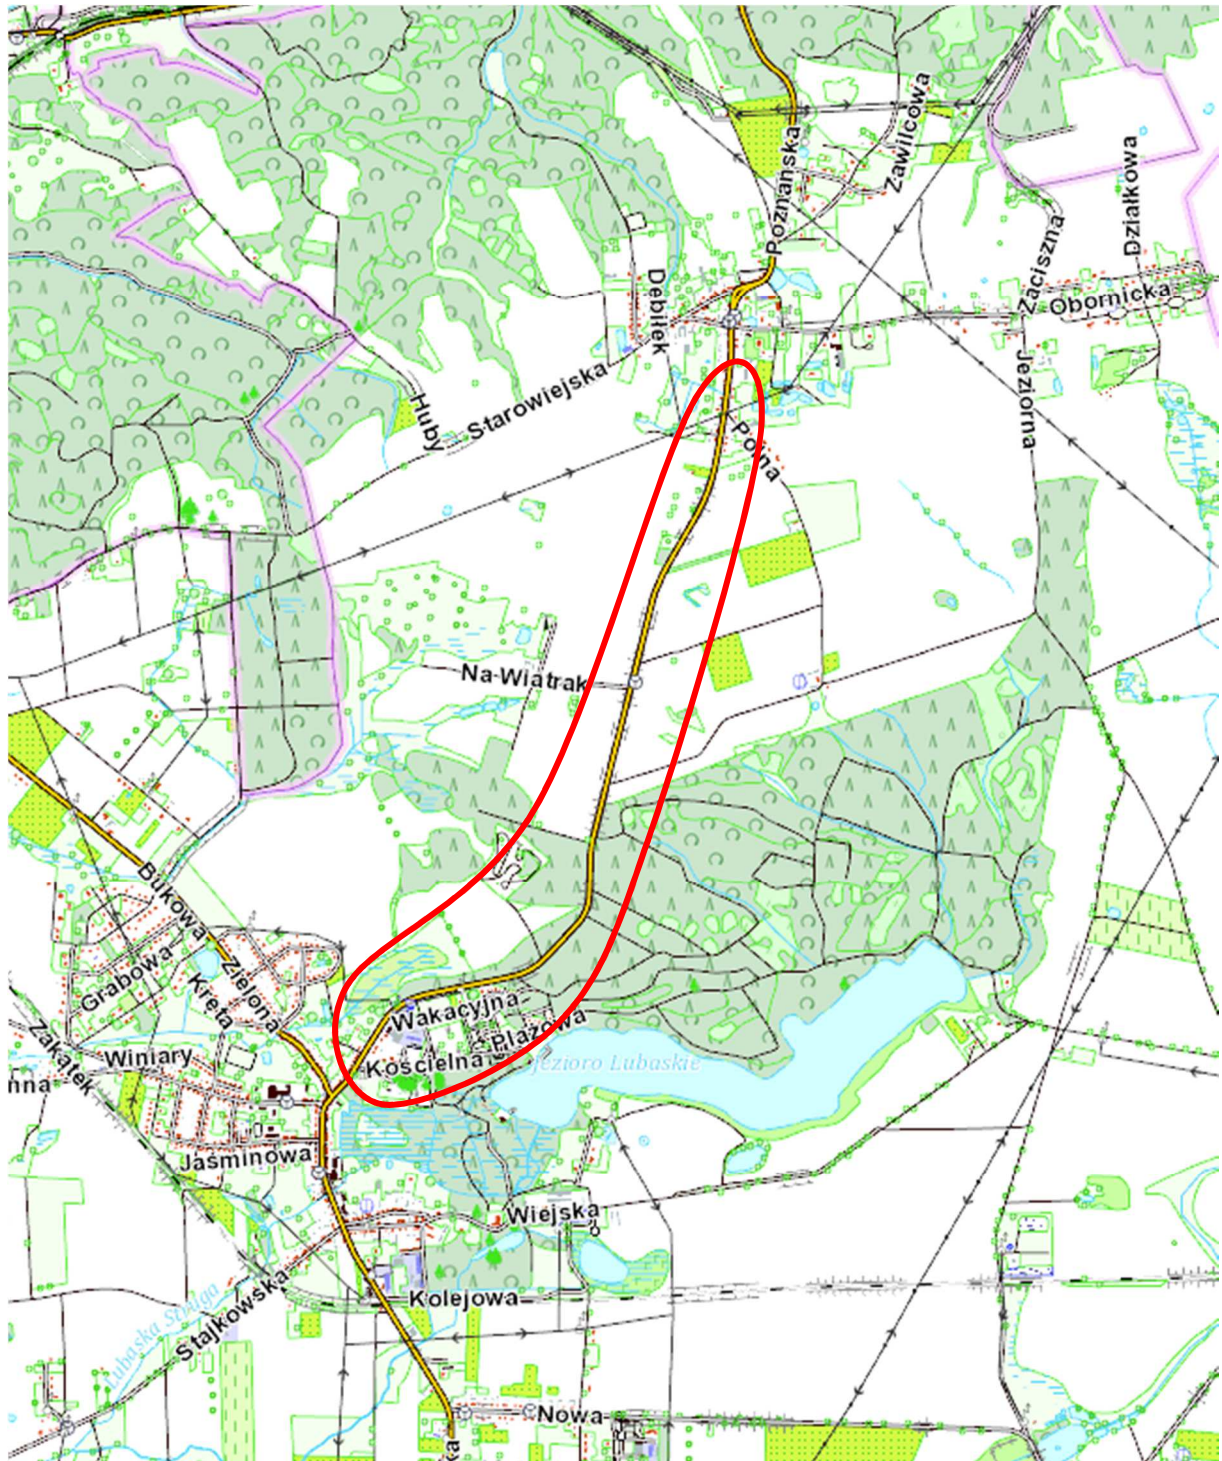 Zawilcowa
Poznańska
Działkowa
Zaciszna
Obornicka
Dębilek
Starowiejska
Huby
Jeziorna
Polna
Na Wiatrak
Bukowa
Grabowa
Kręta
Zielona
Zakątek
Winiary
nna
Wakacyjna
Plażowa
Kościelna
Jezioro Lubaskie
Jaśminowa
Wiejska
Kolejowa
Stajkowska
Lubaska Struga
Nowa
ka